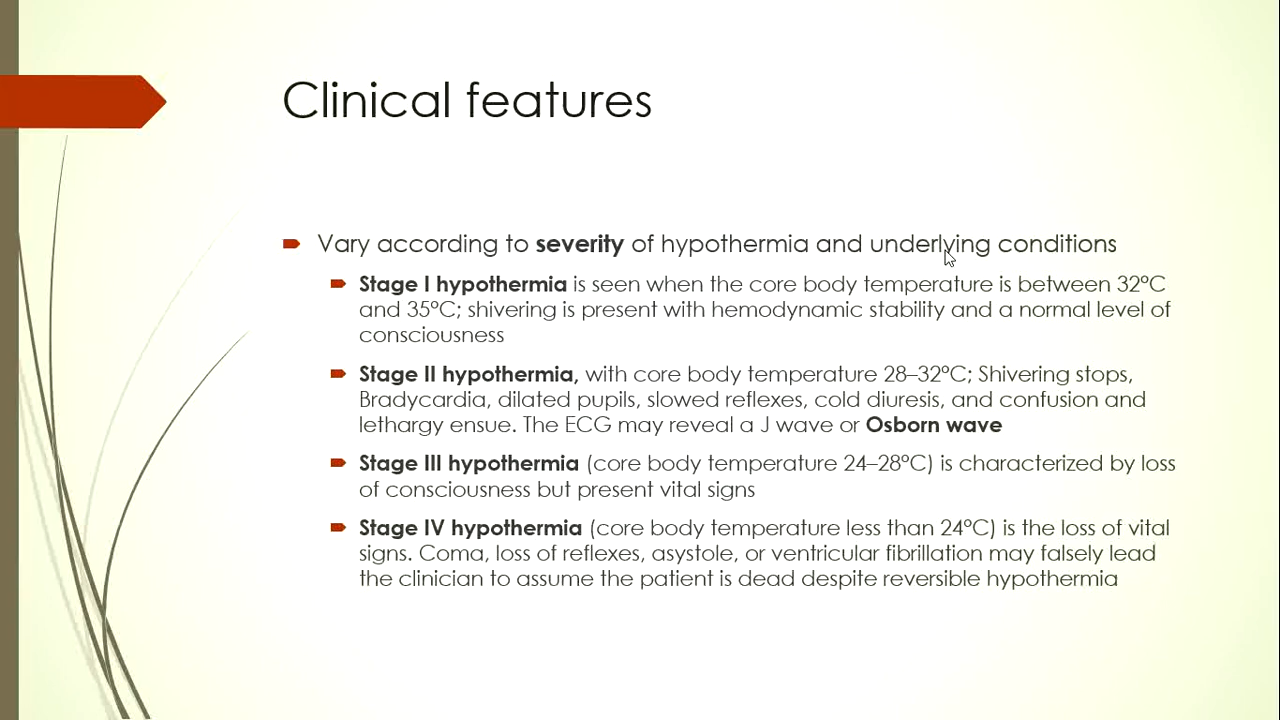 Clinical features
Vary according to severity of hypothermia and underlying conditions
Stage I hypothermia is seen when the core body temperature is between 32°C
and 35°C; shivering is present with hemodynamic stability and a normal level of
consciousness
Stage II hypothermia, with core body temperature 28–32°C; Shivering stops,
Bradycardia, dilated pupils, slowed reflexes, cold diuresis, and confusion and
lethargy ensue. The ECG may reveal a J wave or Osborn wave
Stage III hypothermia (core body temperature 24–28°C) is characterized by loss
of consciousness but present vital signs
Stage IV hypothermia (core body temperature less than 24°C) is the loss of vital
signs. Coma, loss of reflexes, asystole, or ventricular fibrillation may falsely lead
the clinician to assume the patient is dead despite reversible hypothermia